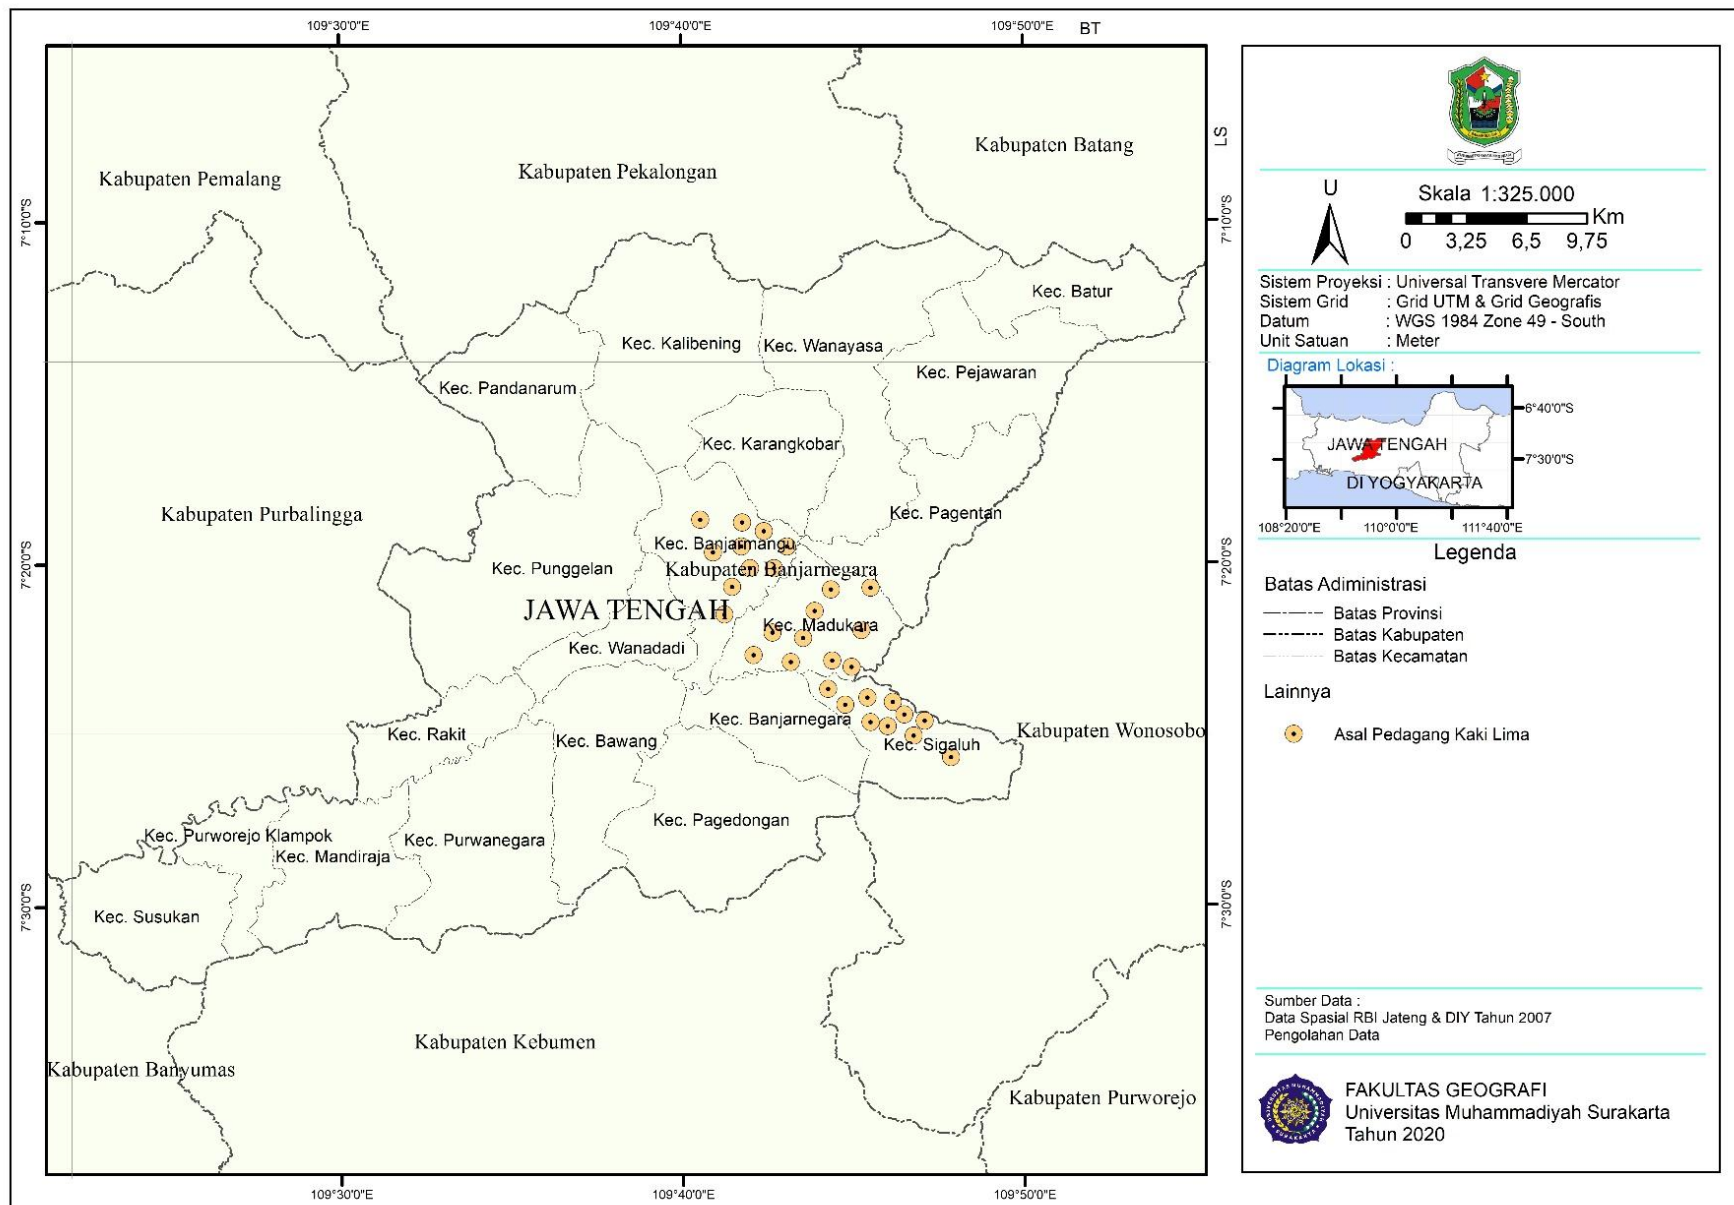 109°30'0"E
109°40'0"E
109°50'0"E
BT
LS
Kabupaten Batang
Kabupaten Pekalongan
Kabupaten Pemalang
7°10'0"S
7°10'0"S
Kec. Batur
Kec. Kalibening
Kec. Wanayasa
Kec. Pejawaran
Kec. Pandanarum
Kec. Karangkobar
Kabupaten Purbalingga
Kec. Pagentan
Kec. Banjarmangu
7°20'0"S
7°20'0"S
Kec. Punggelan
Kabupaten Banjarnegara
JAWA TENGAH
Kec. Madukara
Kec. Wanadadi
Kec. Banjarnegara
Kec. Rakit
Kec. Bawang
Kec. Sigaluh
Kabupaten Wonosobo
Kec. Pagedongan
Kec. Purworejo Klampok
Kec. Purwanegara
Kec. Mandiraja
7°30'0"S
7°30'0"S
Kec. Susukan
Kabupaten Kebumen
Kabupaten Banyumas
Kabupaten Purworejo
109°30'0"E
109°40'0"E
109°50'0"E
U
Skala 1:325.000
Km
0 3,25 6,5 9,75
Sistem Proyeksi : Universal Transvere Mercator
Sistem Grid : Grid UTM & Grid Geografis
Datum : WGS 1984 Zone 49 - South
Unit Satuan : Meter
Diagram Lokasi :
6°40'0"S
JAWA TENGAH
7°30'0"S
DI YOGYAKARTA
108°20'0"E 110°0'0"E 111°40'0"E
Legenda
Batas Adiministrasi
Batas Provinsi
Batas Kabupaten
Batas Kecamatan
Lainnya
Asal Pedagang Kaki Lima
Sumber Data :
Data Spasial RBI Jateng & DIY Tahun 2007
Pengolahan Data
FAKULTAS GEOGRAFI
Universitas Muhammadiyah Surakarta
Tahun 2020